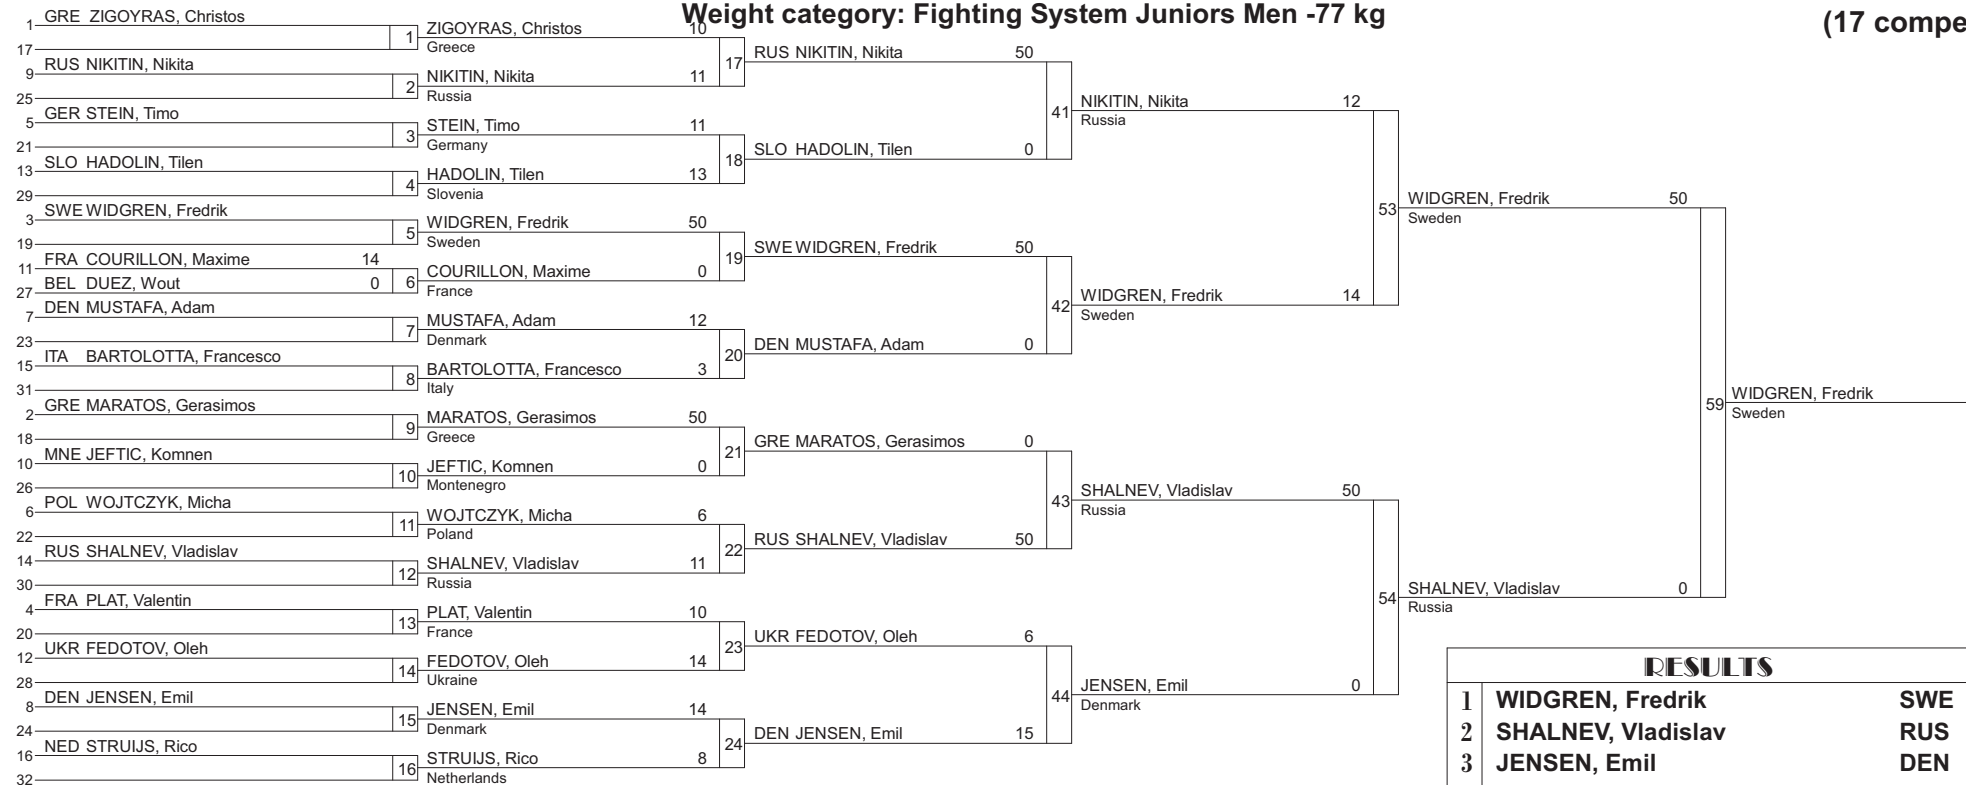 Weight category: Fighting System Juniors Men -77 kg
(17 compe
1 GRE ZIGOYRAS, Christos
17
1
9 RUS NIKITIN, Nikita
25
2
5 GER STEIN, Timo
21
3
13 SLO HADOLIN, Tilen
29
4
3 SWE WIDGREN, Fredrik
19
5
11 FRA COURILLON, Maxime 14
27 BEL DUEZ, Wout 0
6
7 DEN MUSTAFA, Adam
23
7
15 ITA BARTOLOTTA, Francesco
31
8
2 GRE MARATOS, Gerasimos
18
9
10 MNE JEFTIC, Komnen
26
10
6 POL WOJTCZYK, Micha
22
11
14 RUS SHALNEV, Vladislav
30
12
4 FRA PLAT, Valentin
20
13
12 UKR FEDOTOV, Oleh
28
14
8 DEN JENSEN, Emil
24
15
16 NED STRUIJS, Rico
32
16
ZIGOYRAS, Christos 10
Greece
17
NIKITIN, Nikita 11
Russia
STEIN, Timo 11
Germany
18
HADOLIN, Tilen 13
Slovenia
WIDGREN, Fredrik 50
Sweden
19
COURILLON, Maxime 0
France
MUSTAFA, Adam 12
Denmark
20
BARTOLOTTA, Francesco 3
Italy
MARATOS, Gerasimos 50
Greece
21
JEFTIC, Komnen 0
Montenegro
WOJTCZYK, Micha 6
Poland
22
SHALNEV, Vladislav 11
Russia
PLAT, Valentin 10
France
23
FEDOTOV, Oleh 14
Ukraine
JENSEN, Emil 14
Denmark
24
STRUIJS, Rico 8
Netherlands
RUS NIKITIN, Nikita 50
41
SLO HADOLIN, Tilen 0
SWE WIDGREN, Fredrik 50
42
DEN MUSTAFA, Adam 0
GRE MARATOS, Gerasimos 0
43
RUS SHALNEV, Vladislav 50
UKR FEDOTOV, Oleh 6
44
DEN JENSEN, Emil 15
NIKITIN, Nikita 12
Russia
53
WIDGREN, Fredrik 14
Sweden
SHALNEV, Vladislav 50
Russia
54
JENSEN, Emil 0
Denmark
WIDGREN, Fredrik 50
Sweden
59
SHALNEV, Vladislav 0
Russia
WIDGREN, Fredrik
Sweden
RESULTS
1 WIDGREN, Fredrik SWE
2 SHALNEV, Vladislav RUS
3 JENSEN, Emil DEN